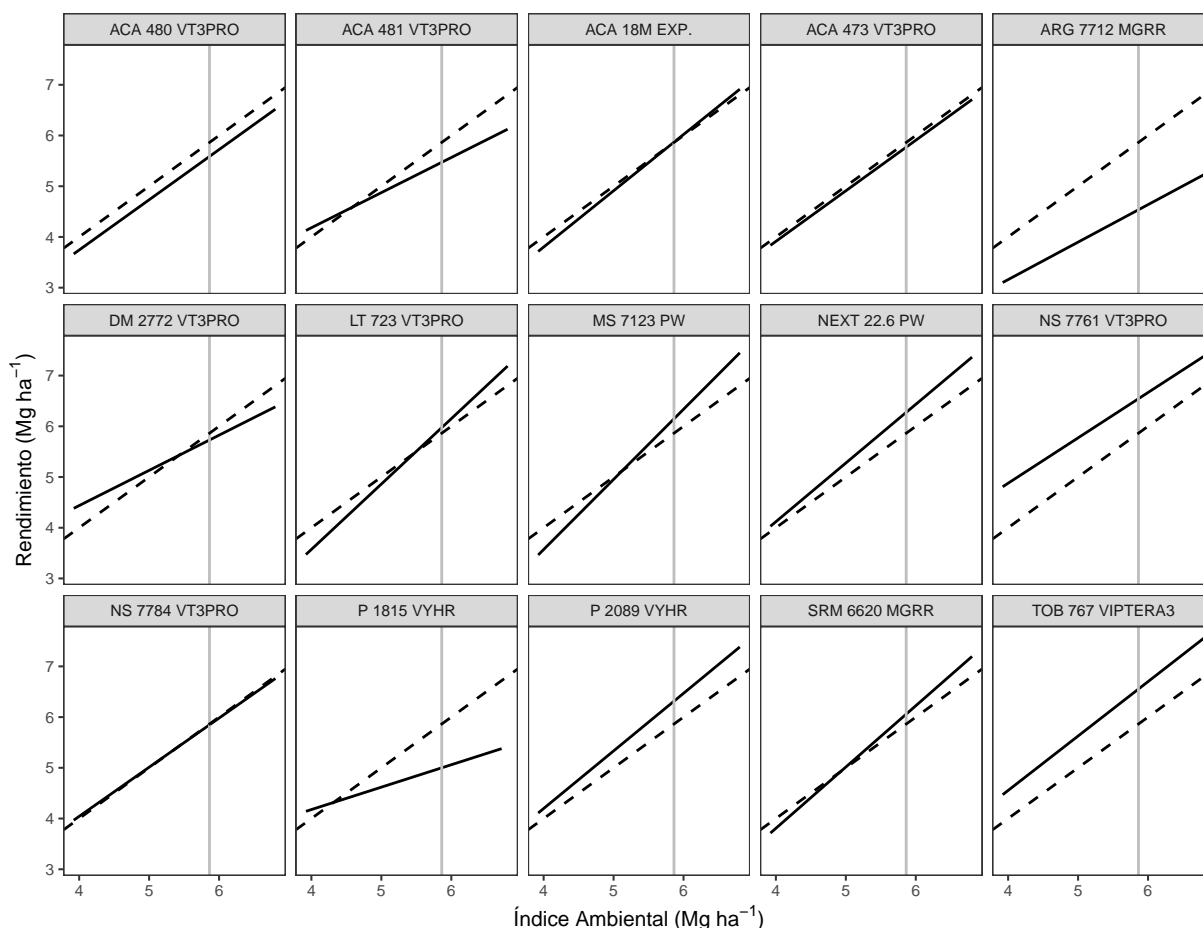 ACA 480 VT3PRO
ACA 481 VT3PRO
ACA 18M EXP.
ACA 473 VT3PRO
ARG 7712 MGRR
7
6
5
4
3
DM 2772 VT3PRO
LT 723 VT3PRO
MS 7123 PW
NEXT 22.6 PW
NS 7761 VT3PRO
7
6
5
4
3
NS 7784 VT3PRO
P 1815 VYHR
P 2089 VYHR
SRM 6620 MGRR
TOB 767 VIPTERA3
7
6
5
4
3
4 5 6
4 5 6
4 5 6
4 5 6
4 5 6
Índice Ambiental (Mg ha⁻¹)
Rendimiento (Mg ha⁻¹)